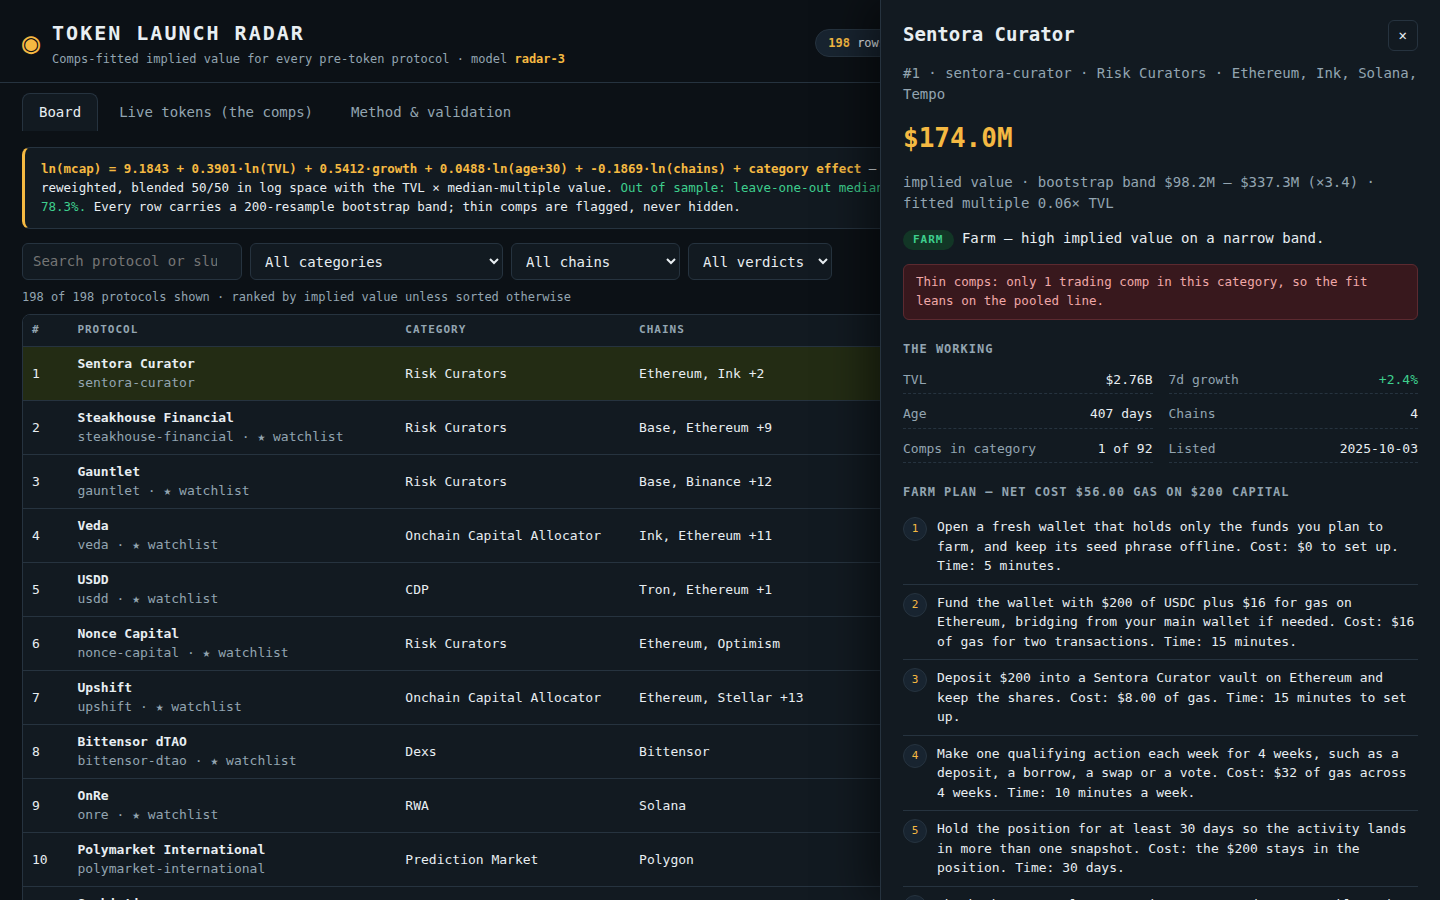 ◉ TOKEN LAUNCH RADAR
Comps-fitted implied value for every pre-token protocol · model radar-3
198 row
Board
Live tokens (the comps)
Method & validation
ln(mcap) = 9.1843 + 0.3901·ln(TVL) + 0.5412·growth + 0.0488·ln(age+30) + -0.1869·ln(chains) + category effect —
reweighted, blended 50/50 in log space with the TVL × median-multiple value. Out of sample: leave-one-out median
78.3%. Every row carries a 200-resample bootstrap band; thin comps are flagged, never hidden.
Search protocol or slu
All categories
All chains
All verdicts
198 of 198 protocols shown · ranked by implied value unless sorted otherwise
# PROTOCOL CATEGORY CHAINS
1 Sentora Curator Risk Curators Ethereum, Ink +2
sentora-curator
2 Steakhouse Financial Risk Curators Base, Ethereum +9
steakhouse-financial · ★ watchlist
3 Gauntlet Risk Curators Base, Binance +12
gauntlet · ★ watchlist
4 Veda Onchain Capital Allocator Ink, Ethereum +11
veda · ★ watchlist
5 USDD CDP Tron, Ethereum +1
usdd · ★ watchlist
6 Nonce Capital Risk Curators Ethereum, Optimism
nonce-capital · ★ watchlist
7 Upshift Onchain Capital Allocator Ethereum, Stellar +13
upshift · ★ watchlist
8 Bittensor dTAO Dexs Bittensor
bittensor-dtao · ★ watchlist
9 OnRe RWA Solana
onre · ★ watchlist
10 Polymarket International Prediction Market Polygon
polymarket-international
Sentora Curator ×
#1 · sentora-curator · Risk Curators · Ethereum, Ink, Solana,
Tempo
$174.0M
implied value · bootstrap band $98.2M — $337.3M (×3.4) ·
fitted multiple 0.06× TVL
FARM Farm — high implied value on a narrow band.
Thin comps: only 1 trading comp in this category, so the fit
leans on the pooled line.
THE WORKING
TVL $2.76B 7d growth +2.4%
Age 407 days Chains 4
Comps in category 1 of 92 Listed 2025-10-03
FARM PLAN — NET COST $56.00 GAS ON $200 CAPITAL
1 Open a fresh wallet that holds only the funds you plan to
farm, and keep its seed phrase offline. Cost: $0 to set up.
Time: 5 minutes.
2 Fund the wallet with $200 of USDC plus $16 for gas on
Ethereum, bridging from your main wallet if needed. Cost: $16
of gas for two transactions. Time: 15 minutes.
3 Deposit $200 into a Sentora Curator vault on Ethereum and
keep the shares. Cost: $8.00 of gas. Time: 15 minutes to set
up.
4 Make one qualifying action each week for 4 weeks, such as a
deposit, a borrow, a swap or a vote. Cost: $32 of gas across
4 weeks. Time: 10 minutes a week.
5 Hold the position for at least 30 days so the activity lands
in more than one snapshot. Cost: the $200 stays in the
position. Time: 30 days.